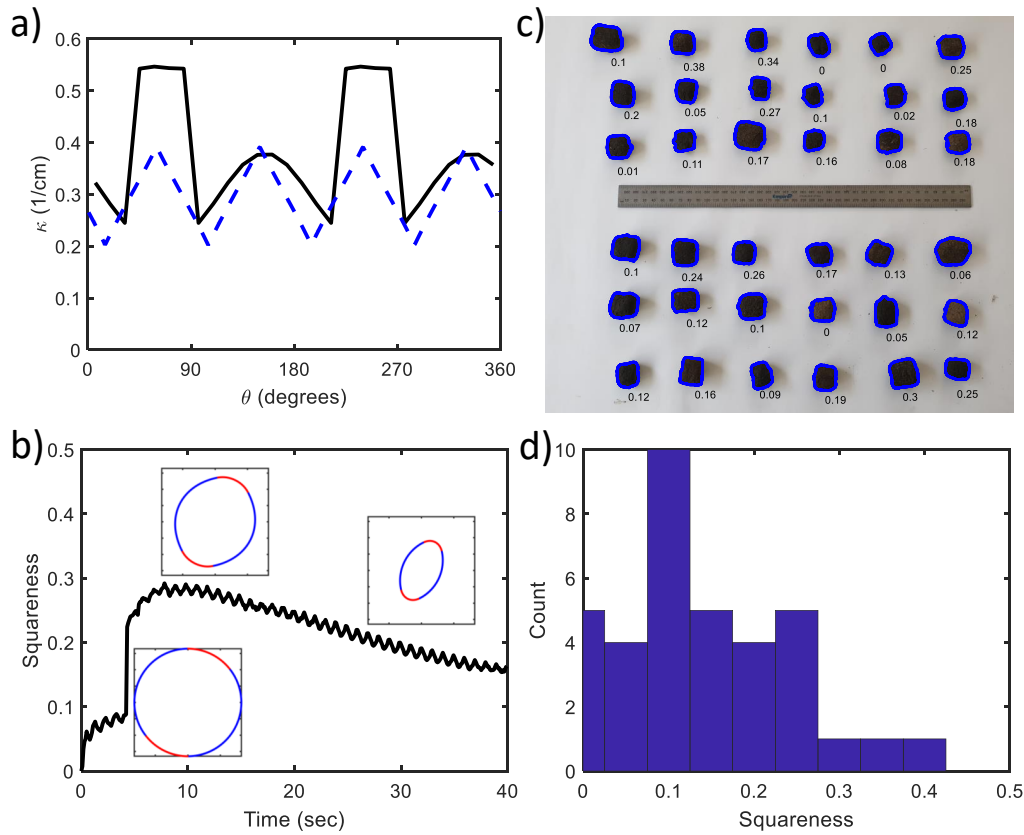 a)
0.6
0.5
0.4
0.3
0.2
0.1
0
κ (1/cm)
0 90 180 270 360
θ (degrees)
c)
0.1 0.38 0.34 0 0 0.25
0.2 0.05 0.27 0.1 0.02 0.18
0.01 0.11 0.17 0.16 0.08 0.18
0.1 0.24 0.26 0.17 0.13 0.06
0.07 0.12 0.1 0 0.05 0.12
0.12 0.16 0.09 0.19 0.3 0.25
b)
0.5
0.4
0.3
0.2
0.1
0
Squareness
0 10 20 30 40
Time (sec)
d)
10
8
6
4
2
0
Count
0 0.1 0.2 0.3 0.4 0.5
Squareness